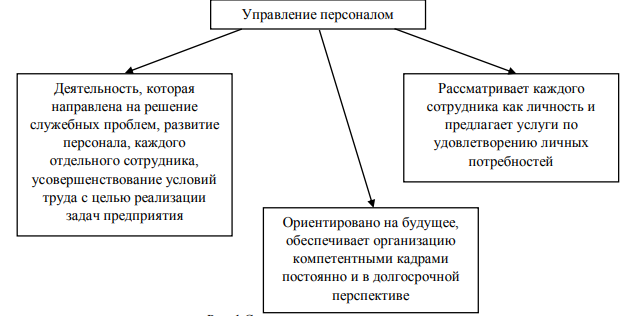 Управление персоналом
Деятельность, которая
направлена на решение
служебных проблем, развитие
персонала, каждого
отдельного сотрудника,
усовершенствование условий
труда с целью реализации
задач предприятия
Ориентировано на будущее,
обеспечивает организацию
компетентными кадрами
постоянно и в долгосрочной
перспективе
Рассматривает каждого
сотрудника как личность и
предлагает услуги по
удовлетворению личных
потребностей